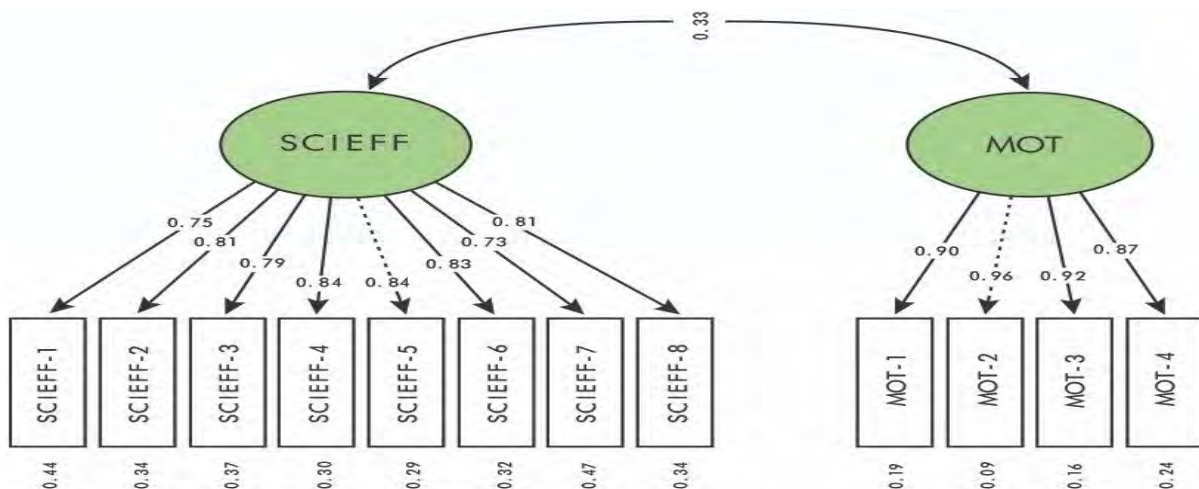 0.33
SCIEFF
MOT
0.75
0.81
0.79
0.84
0.84
0.83
0.73
0.81
0.90
0.96
0.92
0.87
SCIEFF-1
SCIEFF-2
SCIEFF-3
SCIEFF-4
SCIEFF-5
SCIEFF-6
SCIEFF-7
SCIEFF-8
MOT-1
MOT-2
MOT-3
MOT-4
0.44
0.34
0.37
0.30
0.29
0.32
0.47
0.34
0.19
0.09
0.16
0.24